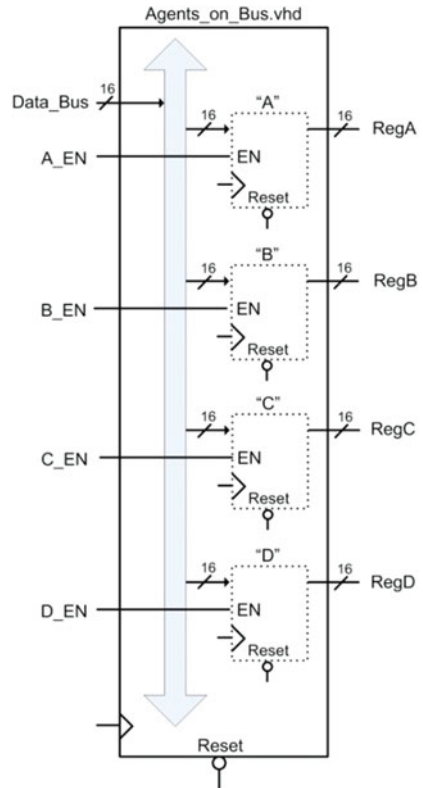 Agents_on_Bus.vhd
16
Data_Bus
16
"A"
16
RegA
A_EN
EN
Reset
16
"B"
16
RegB
B_EN
EN
Reset
16
"C"
16
RegC
C_EN
EN
Reset
16
"D"
16
RegD
D_EN
EN
Reset
Reset